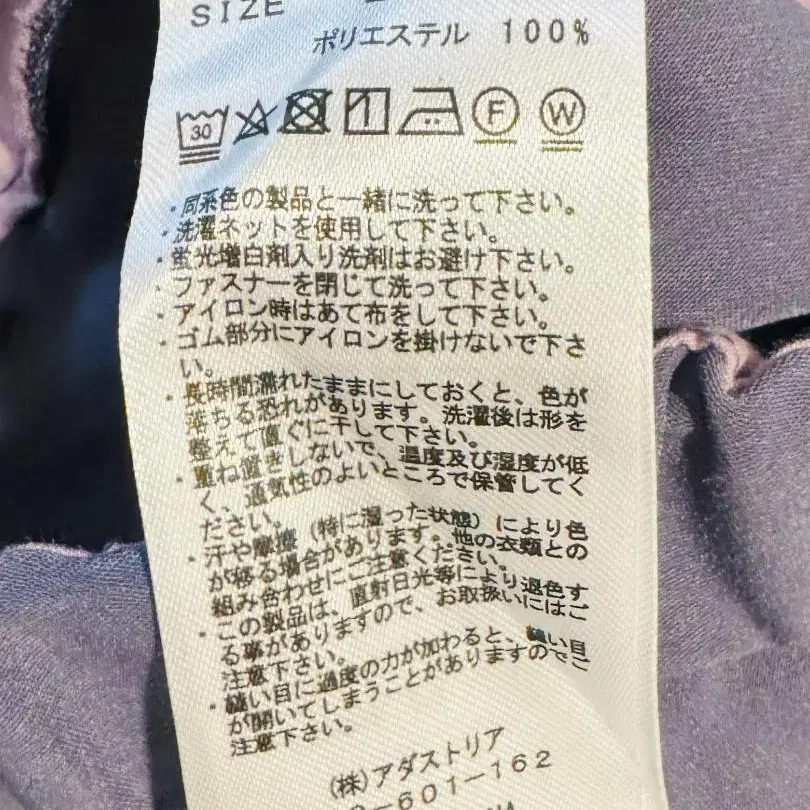 SIZE
ポリエステル 100%
30
F W
・同系色の製品と一緒に洗って下さい。
・洗濯ネットを使用して下さい。
・蛍光増白剤入り洗剤はお避け下さい。
・ファスナーを閉じて洗って下さい。
・アイロン時はあて布をして下さい。
・ゴム部分にアイロンを掛けないで下さ
い。
・長時間濡れたままにしておくと、色が
落ちる恐れがあります。洗濯後は形を
整えて直ぐに干して下さい。
・重ね置きしないで、温度及び湿度が低
く、通気性のよいところで保管してく
ださい。
・汗や摩擦（特に湿った状態）により色
が移る場合があります。他の衣類との
組み合わせにご注意ください。
・この製品は、直射日光等により退色す
る事がありますので、お取扱いにはご
注意下さい。
・縫い目に過度の力が加わると、縫い目
が開いてしまうことがありますのでご
注意下さい。
(株)アダストリア
-601-162